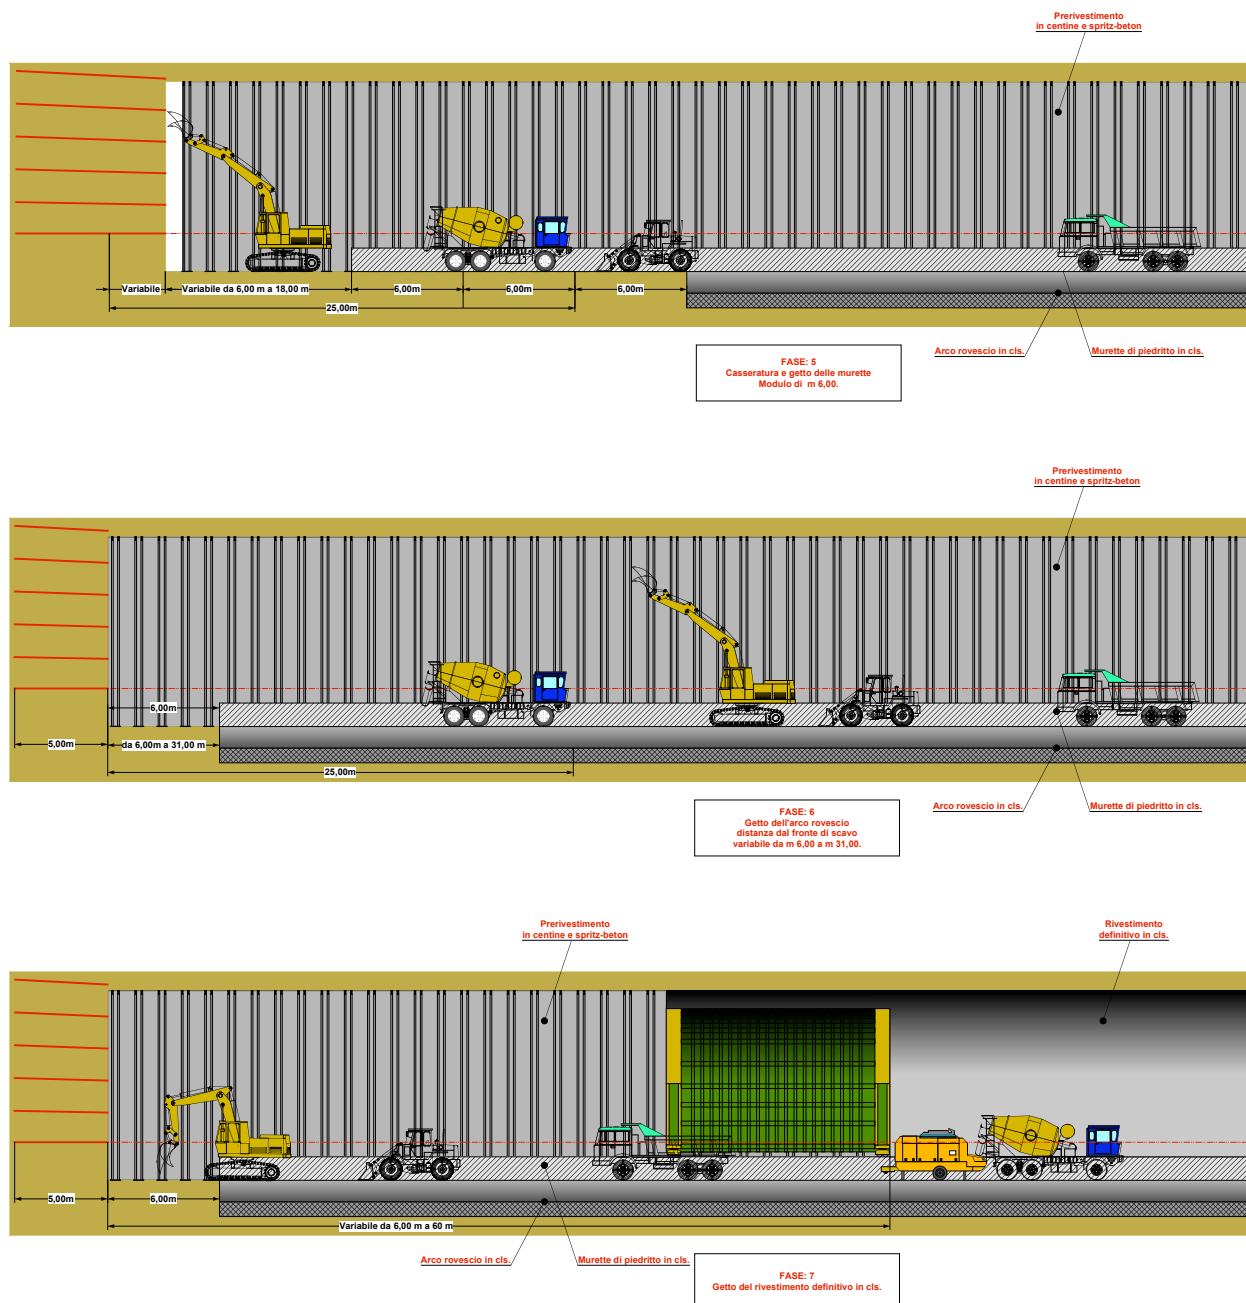 Prerivestimento
in centine e spritz-beton
Variabile
Variabile da 6,00 m a 18,00 m
6,00m
6,00m
6,00m
25,00m
Arco rovescio in cls.
Murette di piedritto in cls.
FASE: 5
Casseratura e getto delle murette
Modulo di m 6,00.
Prerivestimento
in centine e spritz-beton
6,00m
5,00m
da 6,00m a 31,00 m
25,00m
Arco rovescio in cls.
Murette di piedritto in cls.
FASE: 6
Getto dell'arco rovescio
distanza dal fronte di scavo
variabile da m 6,00 a m 31,00.
Prerivestimento
in centine e spritz-beton
Rivestimento
definitivo in cls.
5,00m
6,00m
Variabile da 6,00 m a 60 m
Arco rovescio in cls.
Murette di piedritto in cls.
FASE: 7
Getto del rivestimento definitivo in cls.